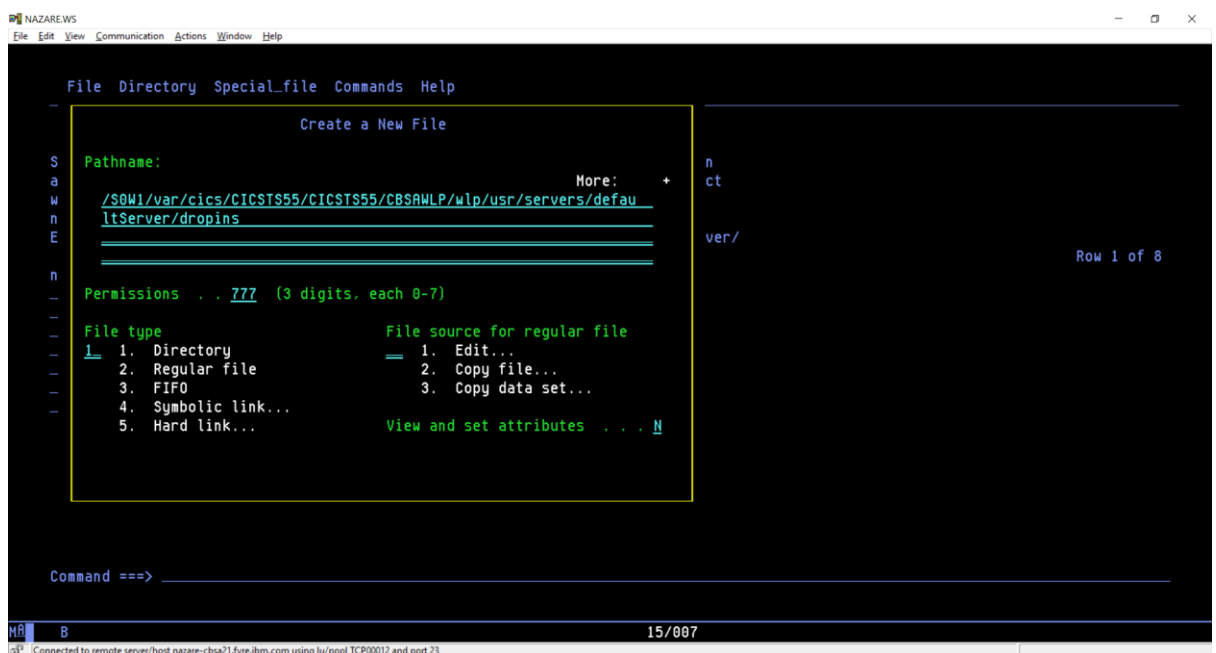 NAZARE.WS
File Edit View Communication Actions Window Help
File Directory Special_file Commands Help
Create a New File
S Pathname: n
More: +
a ct
w /S0W1/var/cics/CICSTS55/CICSTS55/CBSAWLP/wlp/usr/servers/defau
n ltServer/dropins
E ver/
Row 1 of 8
n
Permissions . . 777 (3 digits, each 0-7)
File type File source for regular file
1_ 1. Directory __ 1. Edit...
2. Regular file 2. Copy file...
3. FIFO 3. Copy data set...
4. Symbolic link...
5. Hard link... View and set attributes . . . N
Command ===>
MA B 15/007
Connected to remote server/host nazare-cbsa21.fyre.ibm.com using lu/pool TCP00012 and port 23